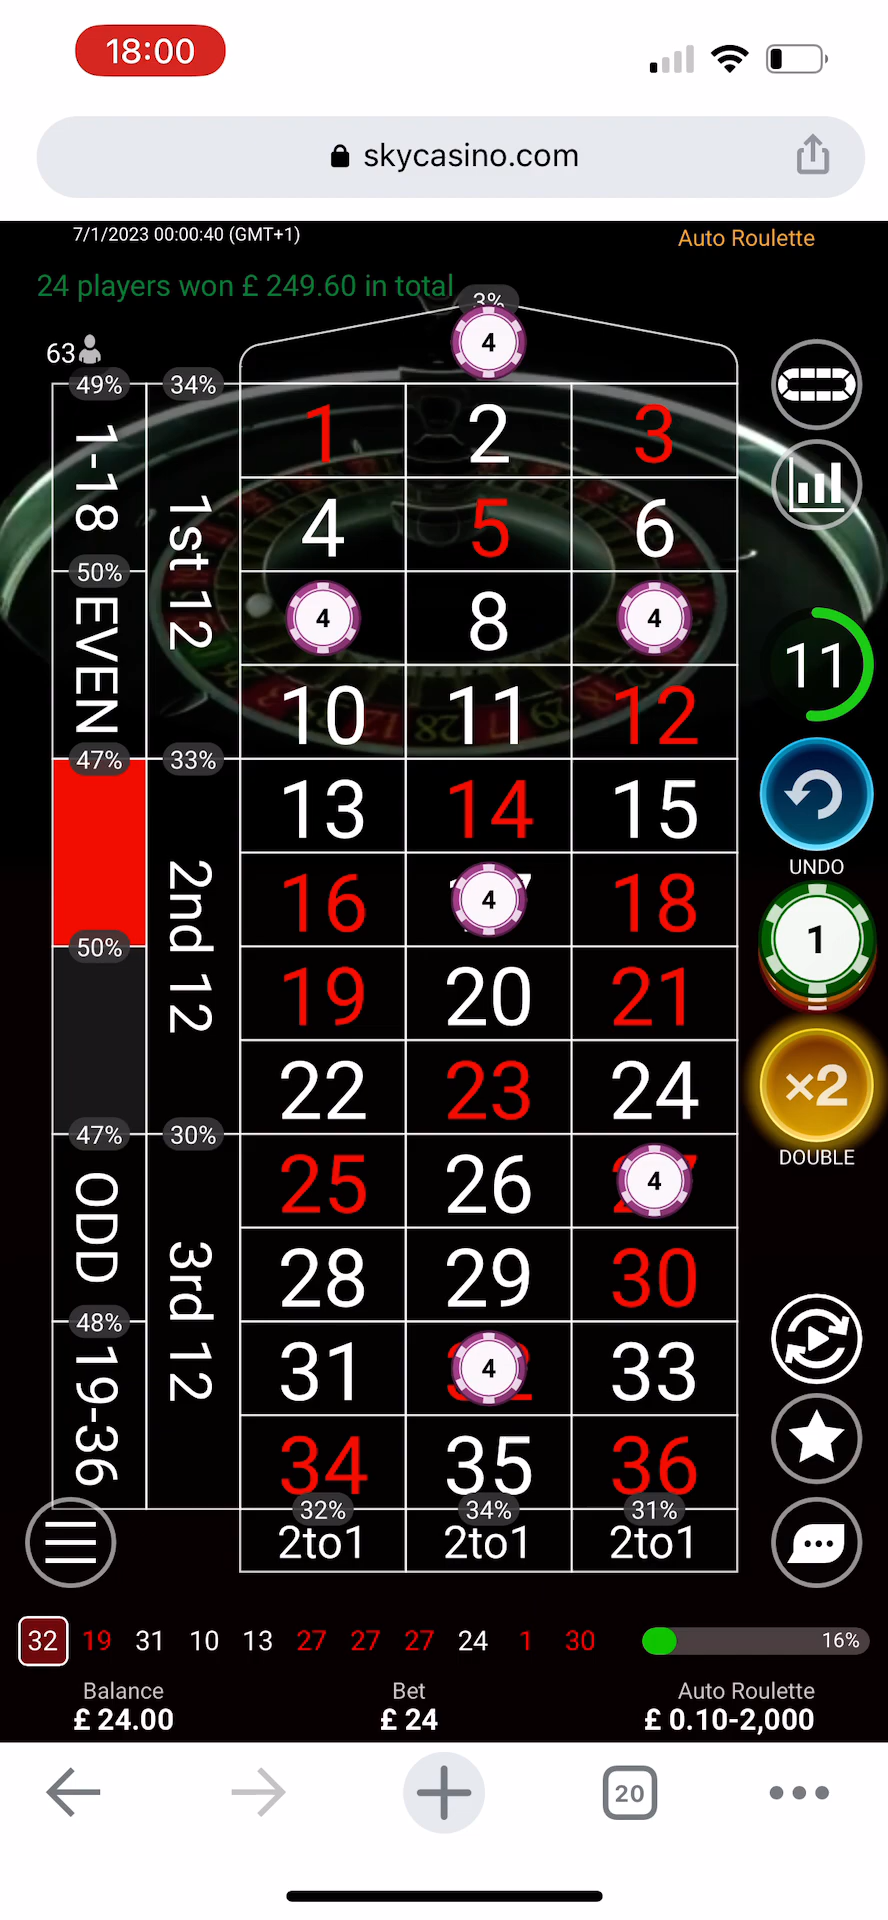 18:00
skycasino.com
7/1/2023 00:00:40 (GMT+1)
Auto Roulette
24 players won £ 249.60 in total
3%
4
63
49%
34%
1 2 3
1-18
4 5 6
1st 12
50%
4 8 4
11
EVEN
10 11 12
47%
33%
13 14 15
UNDO
16 4 18
2nd 12
1
50%
19 20 21
22 23 24
×2
47%
30%
DOUBLE
25 26 4
ODD
28 29 30
3rd 12
48%
31 4 33
19-36
34 35 36
32% 34% 31%
2to1 2to1 2to1
32 19 31 10 13 27 27 27 24 1 30
16%
Balance
Bet
Auto Roulette
£ 24.00
£ 24
£ 0.10-2,000
20